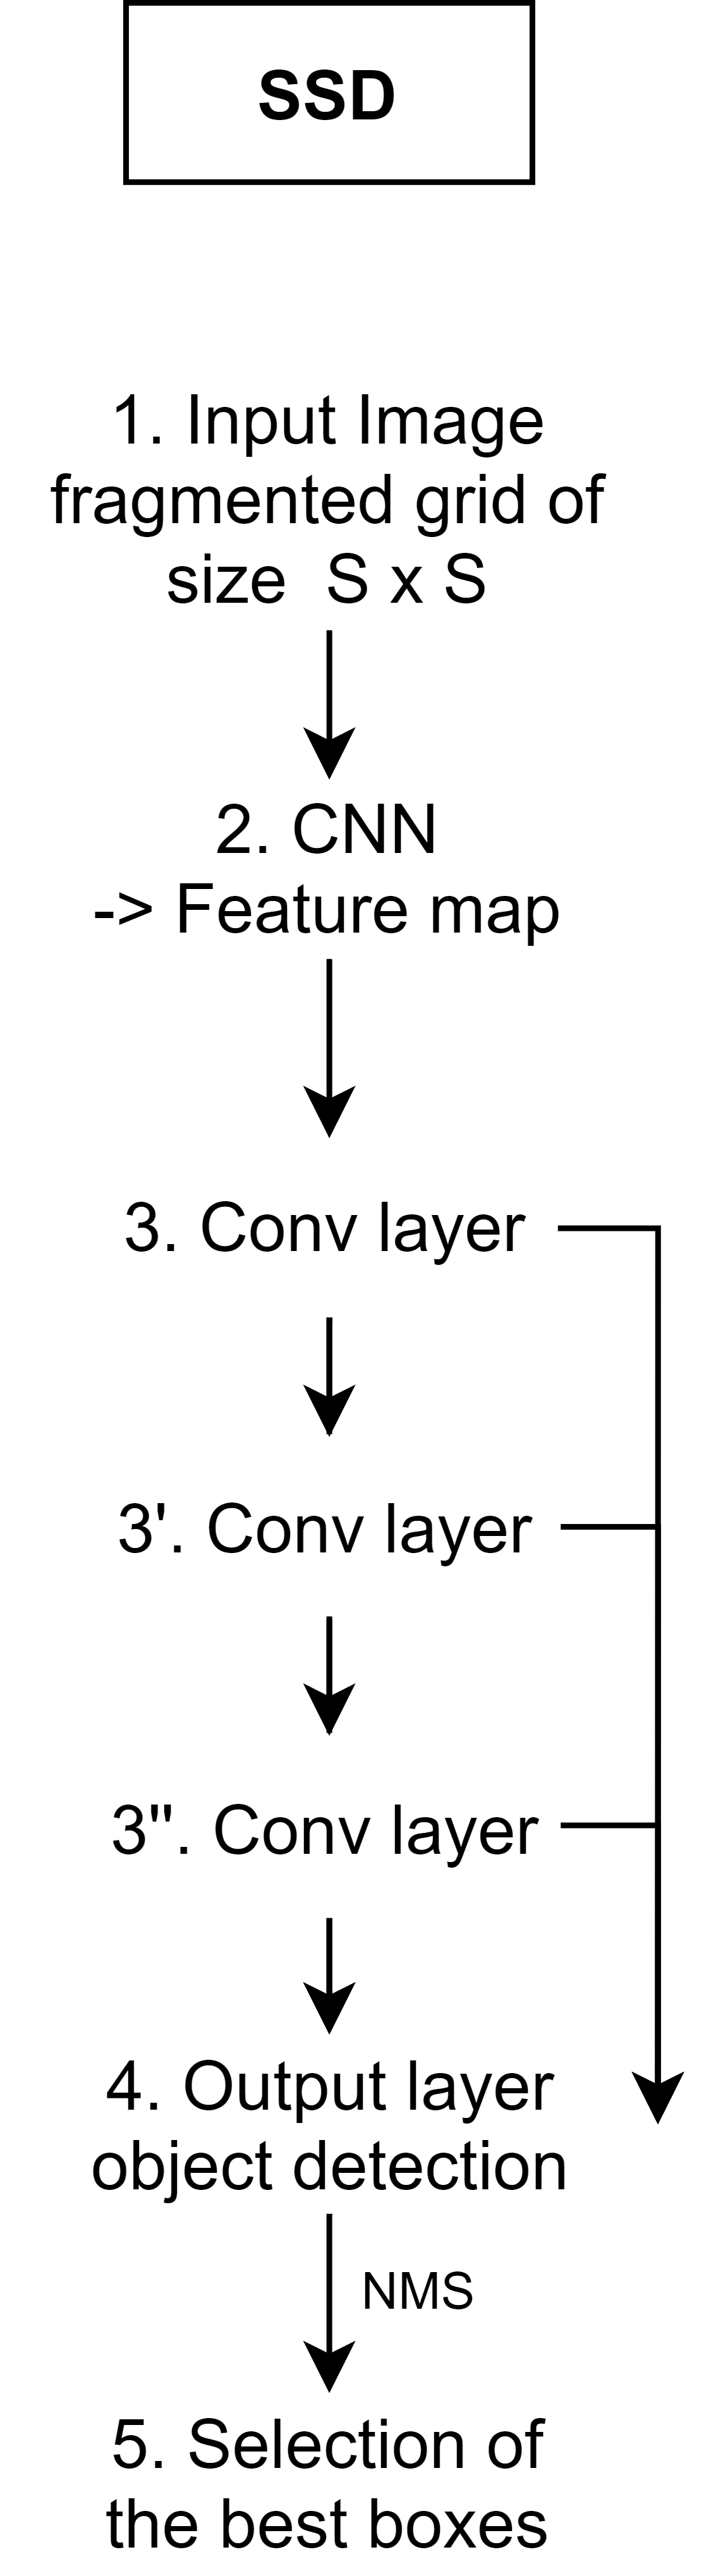 SSD
1. Input Image
fragmented grid of
size  S x S
2. CNN
-> Feature map
3. Conv layer
3'. Conv layer
3''. Conv layer
4. Output layer
object detection
NMS
5. Selection of
the best boxes